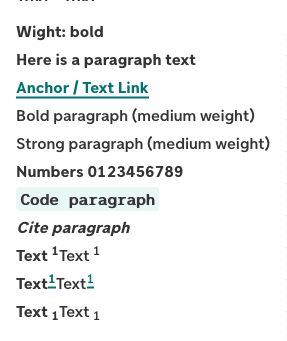 Wight: bold
Here is a paragraph text
Anchor / Text Link
Bold paragraph (medium weight)
Strong paragraph (medium weight)
Numbers 0123456789
Code paragraph
Cite paragraph
Text ¹Text ¹
Text¹Text¹
Text ₁Text ₁